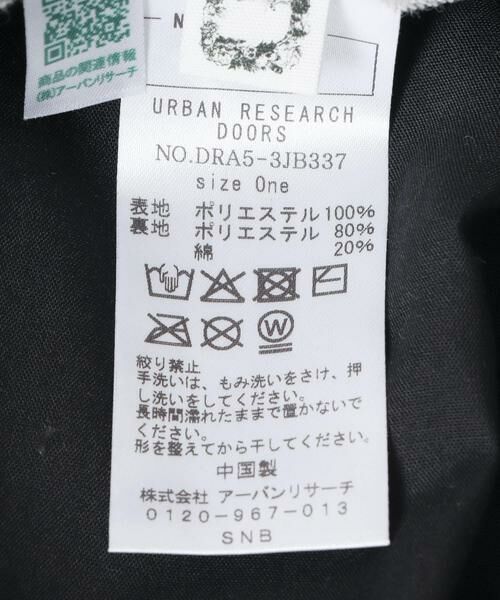 商品の関連情報
㈱アーバンリサーチ
N
URBAN RESEARCH
DOORS
NO.DRA5-3JB337
size One
表地 ポリエステル100%
裏地 ポリエステル 80%
綿 20%
W
絞り禁止
手洗いは、もみ洗いをさけ、押
し洗いをしてください。
長時間濡れたままで置かないで
ください。
形を整えてから干してください。
中国製
株式会社 アーバンリサーチ
0120-967-013
SNB